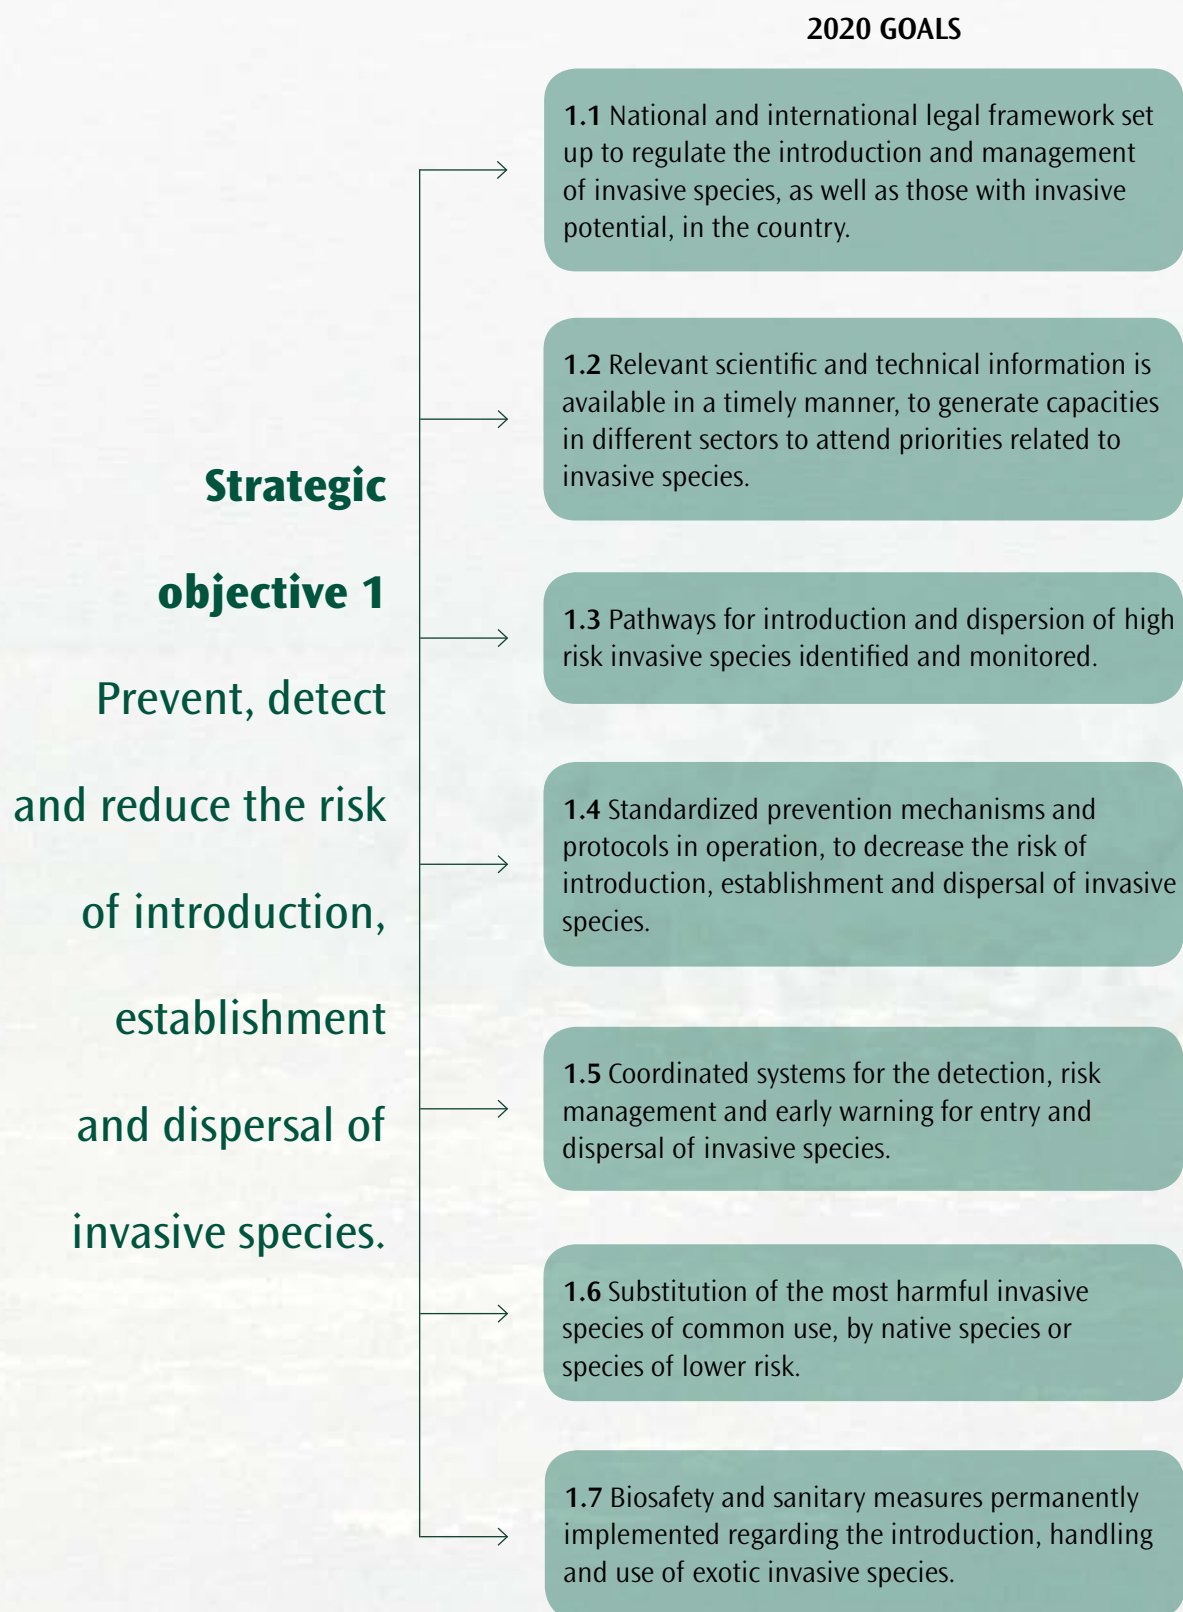 2020 GOALS
Strategic
objective 1
Prevent, detect
and reduce the risk
of introduction,
establishment
and dispersal of
invasive species.
1.1 National and international legal framework set
up to regulate the introduction and management
of invasive species, as well as those with invasive
potential, in the country.
1.2 Relevant scientific and technical information is
available in a timely manner, to generate capacities
in different sectors to attend priorities related to
invasive species.
1.3 Pathways for introduction and dispersion of high
risk invasive species identified and monitored.
1.4 Standardized prevention mechanisms and
protocols in operation, to decrease the risk of
introduction, establishment and dispersal of invasive
species.
1.5 Coordinated systems for the detection, risk
management and early warning for entry and
dispersal of invasive species.
1.6 Substitution of the most harmful invasive
species of common use, by native species or
species of lower risk.
1.7 Biosafety and sanitary measures permanently
implemented regarding the introduction, handling
and use of exotic invasive species.